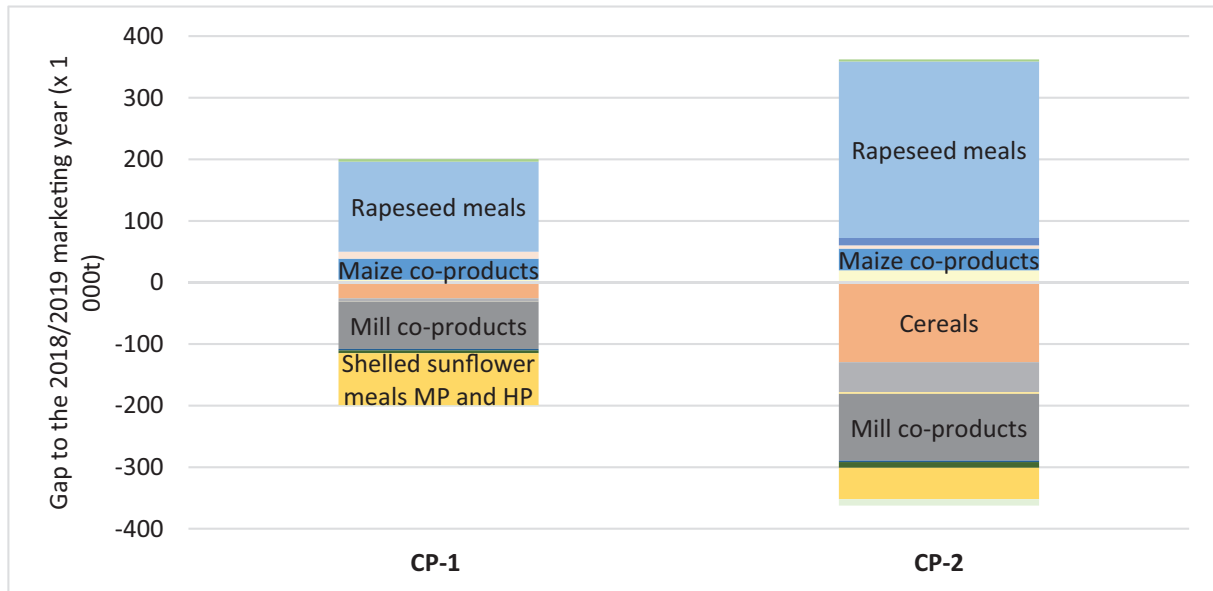 Gap to the 2018/2019 marketing year (x 1
000t)
400
300
200
100
0
-100
-200
-300
-400
Rapeseed meals
Maize co-products
Mill co-products
Shelled sunflower
meals MP and HP
Rapeseed meals
Maize co-products
Cereals
Mill co-products
CP-1
CP-2